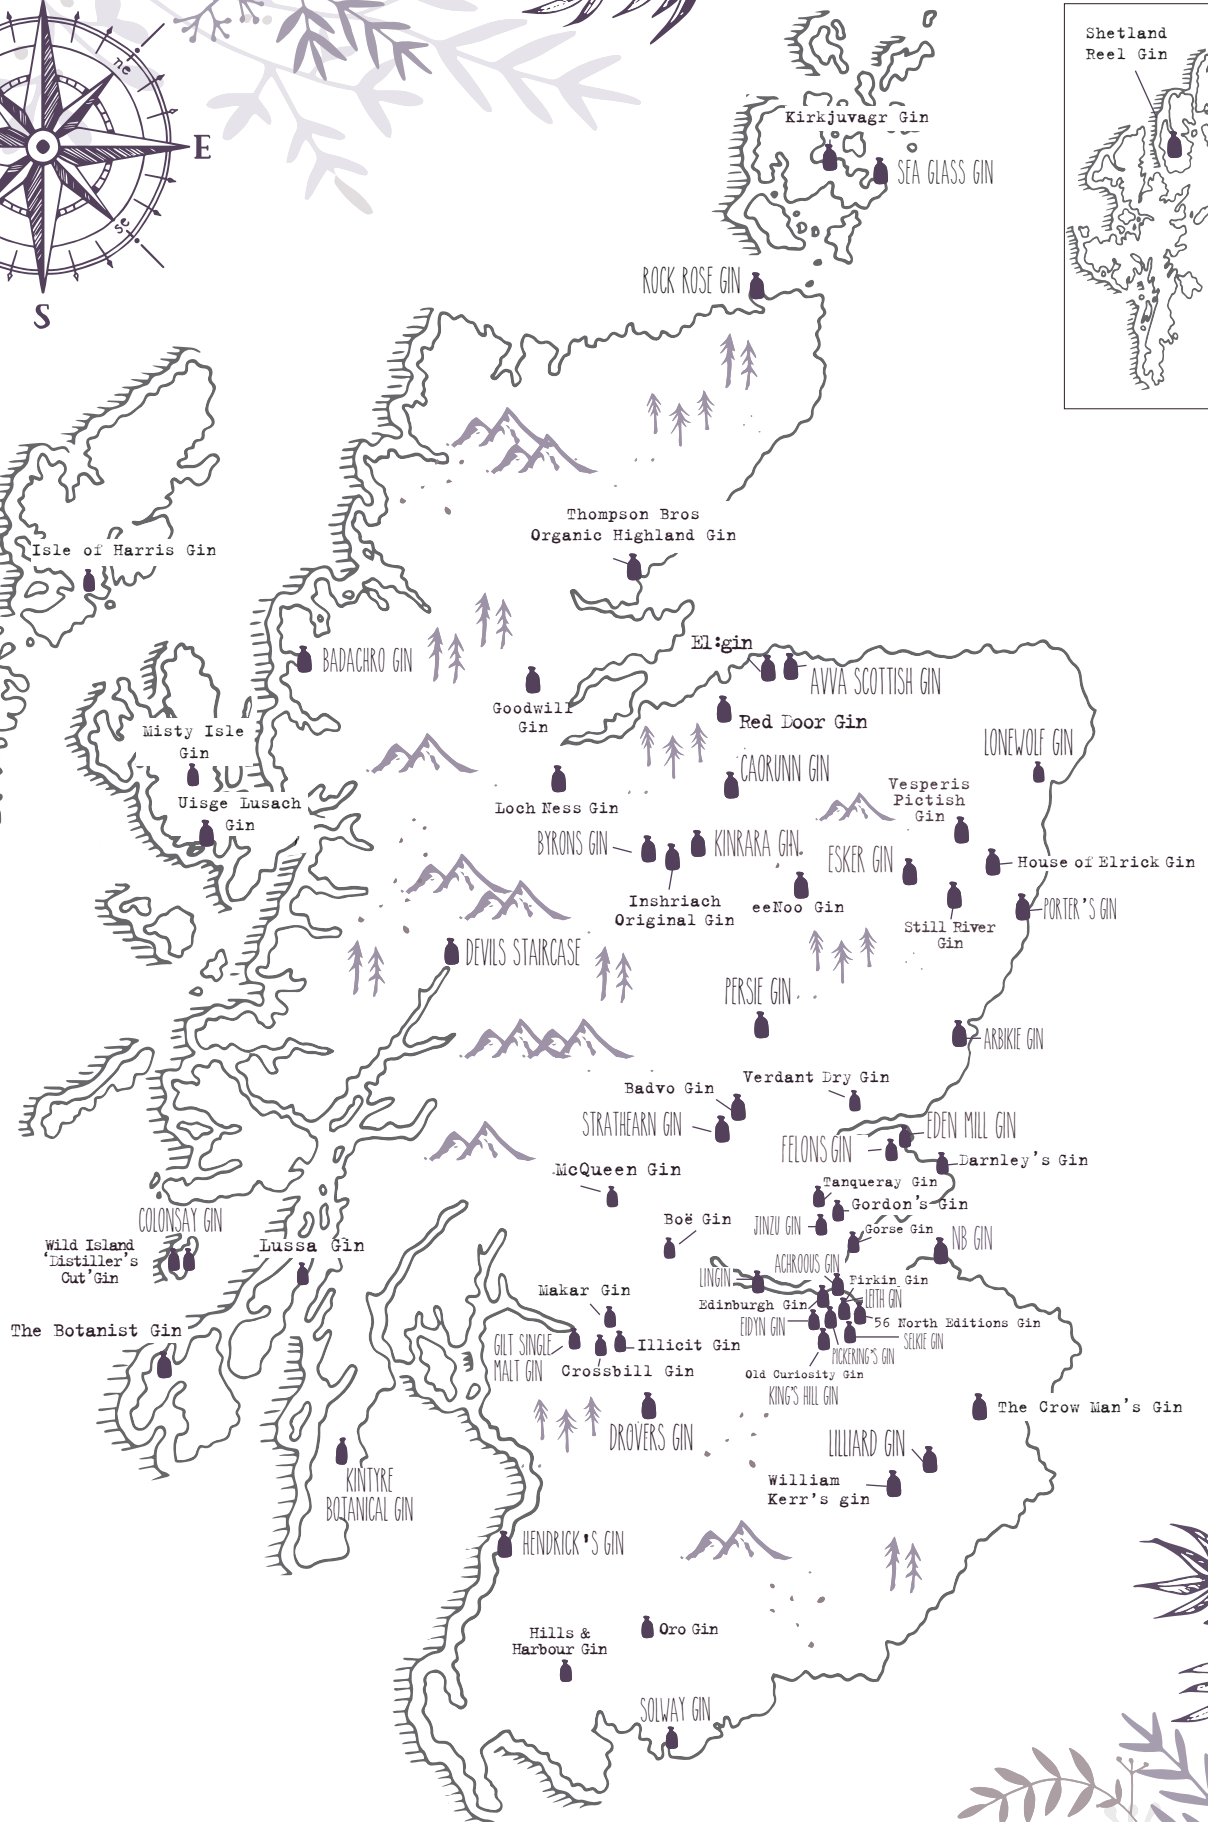 Shetland
Reel Gin
ne
E
se
S
Kirkjuvagr Gin
SEA GLASS GIN
ROCK ROSE GIN
Thompson Bros
Organic Highland Gin
Isle of Harris Gin
El:gin
BADACHRO GIN
AVVA SCOTTISH GIN
Goodwill
Gin
Red Door Gin
Misty Isle
Gin
LONEWOLF GIN
CAORUNN GIN
Vesperis
Pictish
Gin
Uisge Lusach
Gin
Loch Ness Gin
BYRONS GIN
KINRARA GIN
ESKER GIN
House of Elrick Gin
Inshriach
Original Gin
eeNoo Gin
PORTER'S GIN
Still River
Gin
DEVILS STAIRCASE
PERSIE GIN
ARBIKIE GIN
Badvo Gin
Verdant Dry Gin
STRATHEARN GIN
EDEN MILL GIN
FELONS GIN
Darnley's Gin
McQueen Gin
Tanqueray Gin
Gordon's Gin
COLONSAY GIN
Boë Gin
JINZU GIN
Gorse Gin
NB GIN
Wild Island
'Distiller's
Cut'Gin
Lussa Gin
ACHROOUS GIN
LINGIN
Firkin Gin
Makar Gin
LEITH GIN
Edinburgh Gin
The Botanist Gin
EIDYN GIN
56 North Editions Gin
GILT SINGLE
MALT GIN
Illicit Gin
SELKIE GIN
PICKERING'S GIN
Crossbill Gin
Old Curiosity Gin
KING'S HILL GIN
The Crow Man's Gin
DROVERS GIN
LILLIARD GIN
KINTYRE
BOTANICAL GIN
William
Kerr's gin
HENDRICK'S GIN
Hills &
Harbour Gin
Oro Gin
SOLWAY GIN